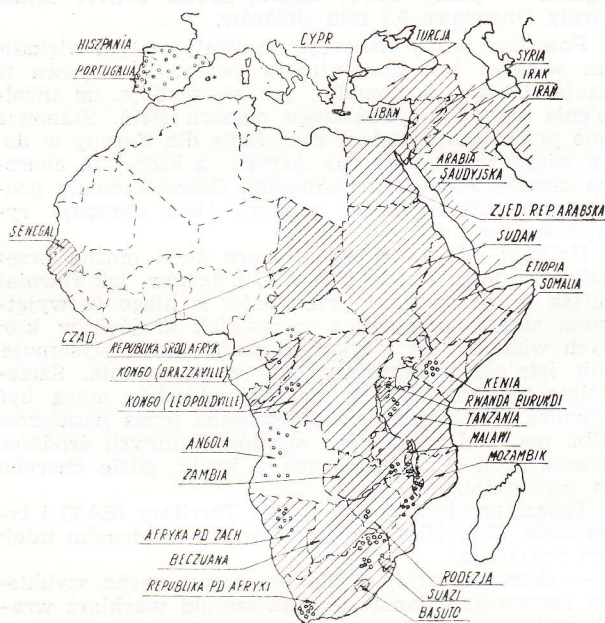 HISZPANIA
PORTUGALIA
CYPR
TURCJA
SYRIA
IRAK
IRAN
LIBAN
ARABIA
SAUDYJSKA
ZJED. REP. ARABSKA
SENEGAL
SUDAN
ETIOPIA
SOMALIA
CZAD
REPUBLIKA ŚROD. AFRYK.
KONGO (BRAZZAVILLE)
KONGO (LEOPOLDVILLE)
KENIA
RWANDA BURUNDI
TANZANIA
MALAWI
MOZAMBIK
ANGOLA
ZAMBIA
AFRYKA PD. ZACH
BECZUANA
REPUBLIKA PD AFRYKI
RODEZJA
SUAZI
BASUTO